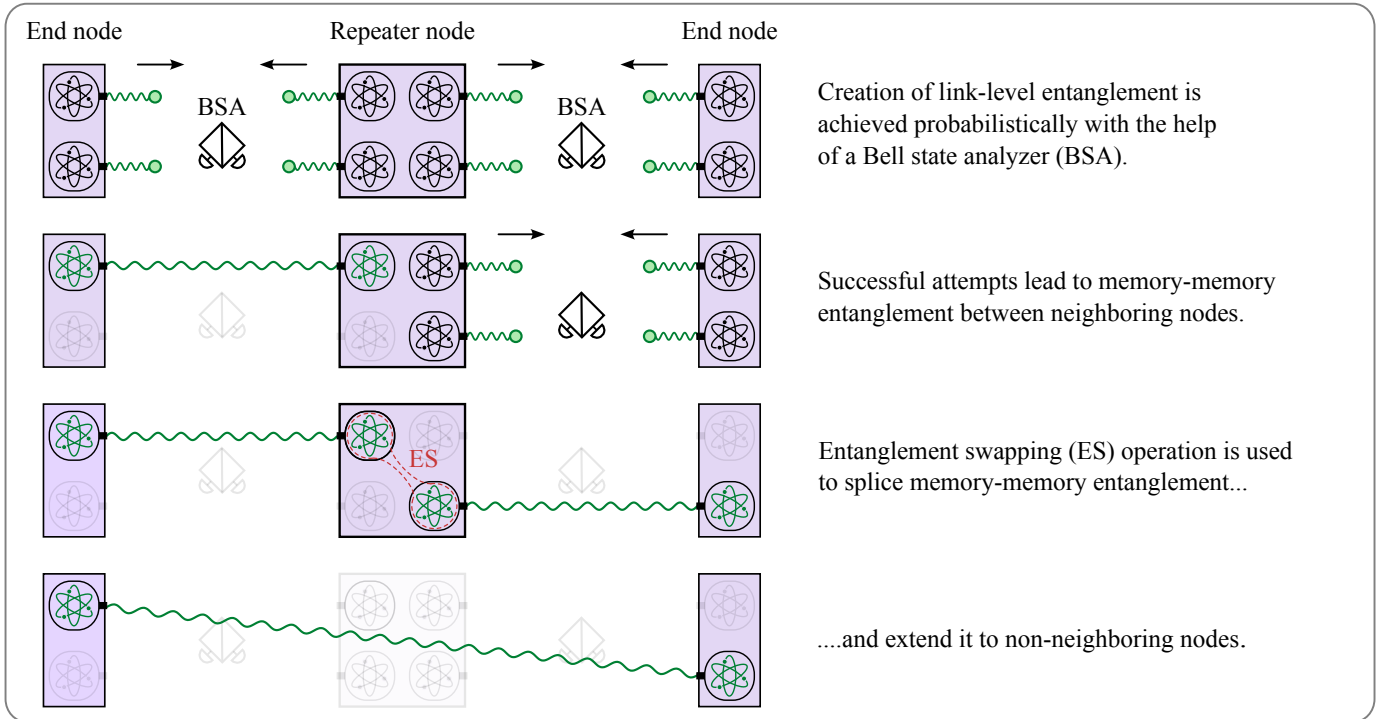 End node
Repeater node
End node
BSA
BSA
Creation of link-level entanglement is
achieved probabilistically with the help
of a Bell state analyzer (BSA).
Successful attempts lead to memory-memory
entanglement between neighboring nodes.
ES
Entanglement swapping (ES) operation is used
to splice memory-memory entanglement...
....and extend it to non-neighboring nodes.